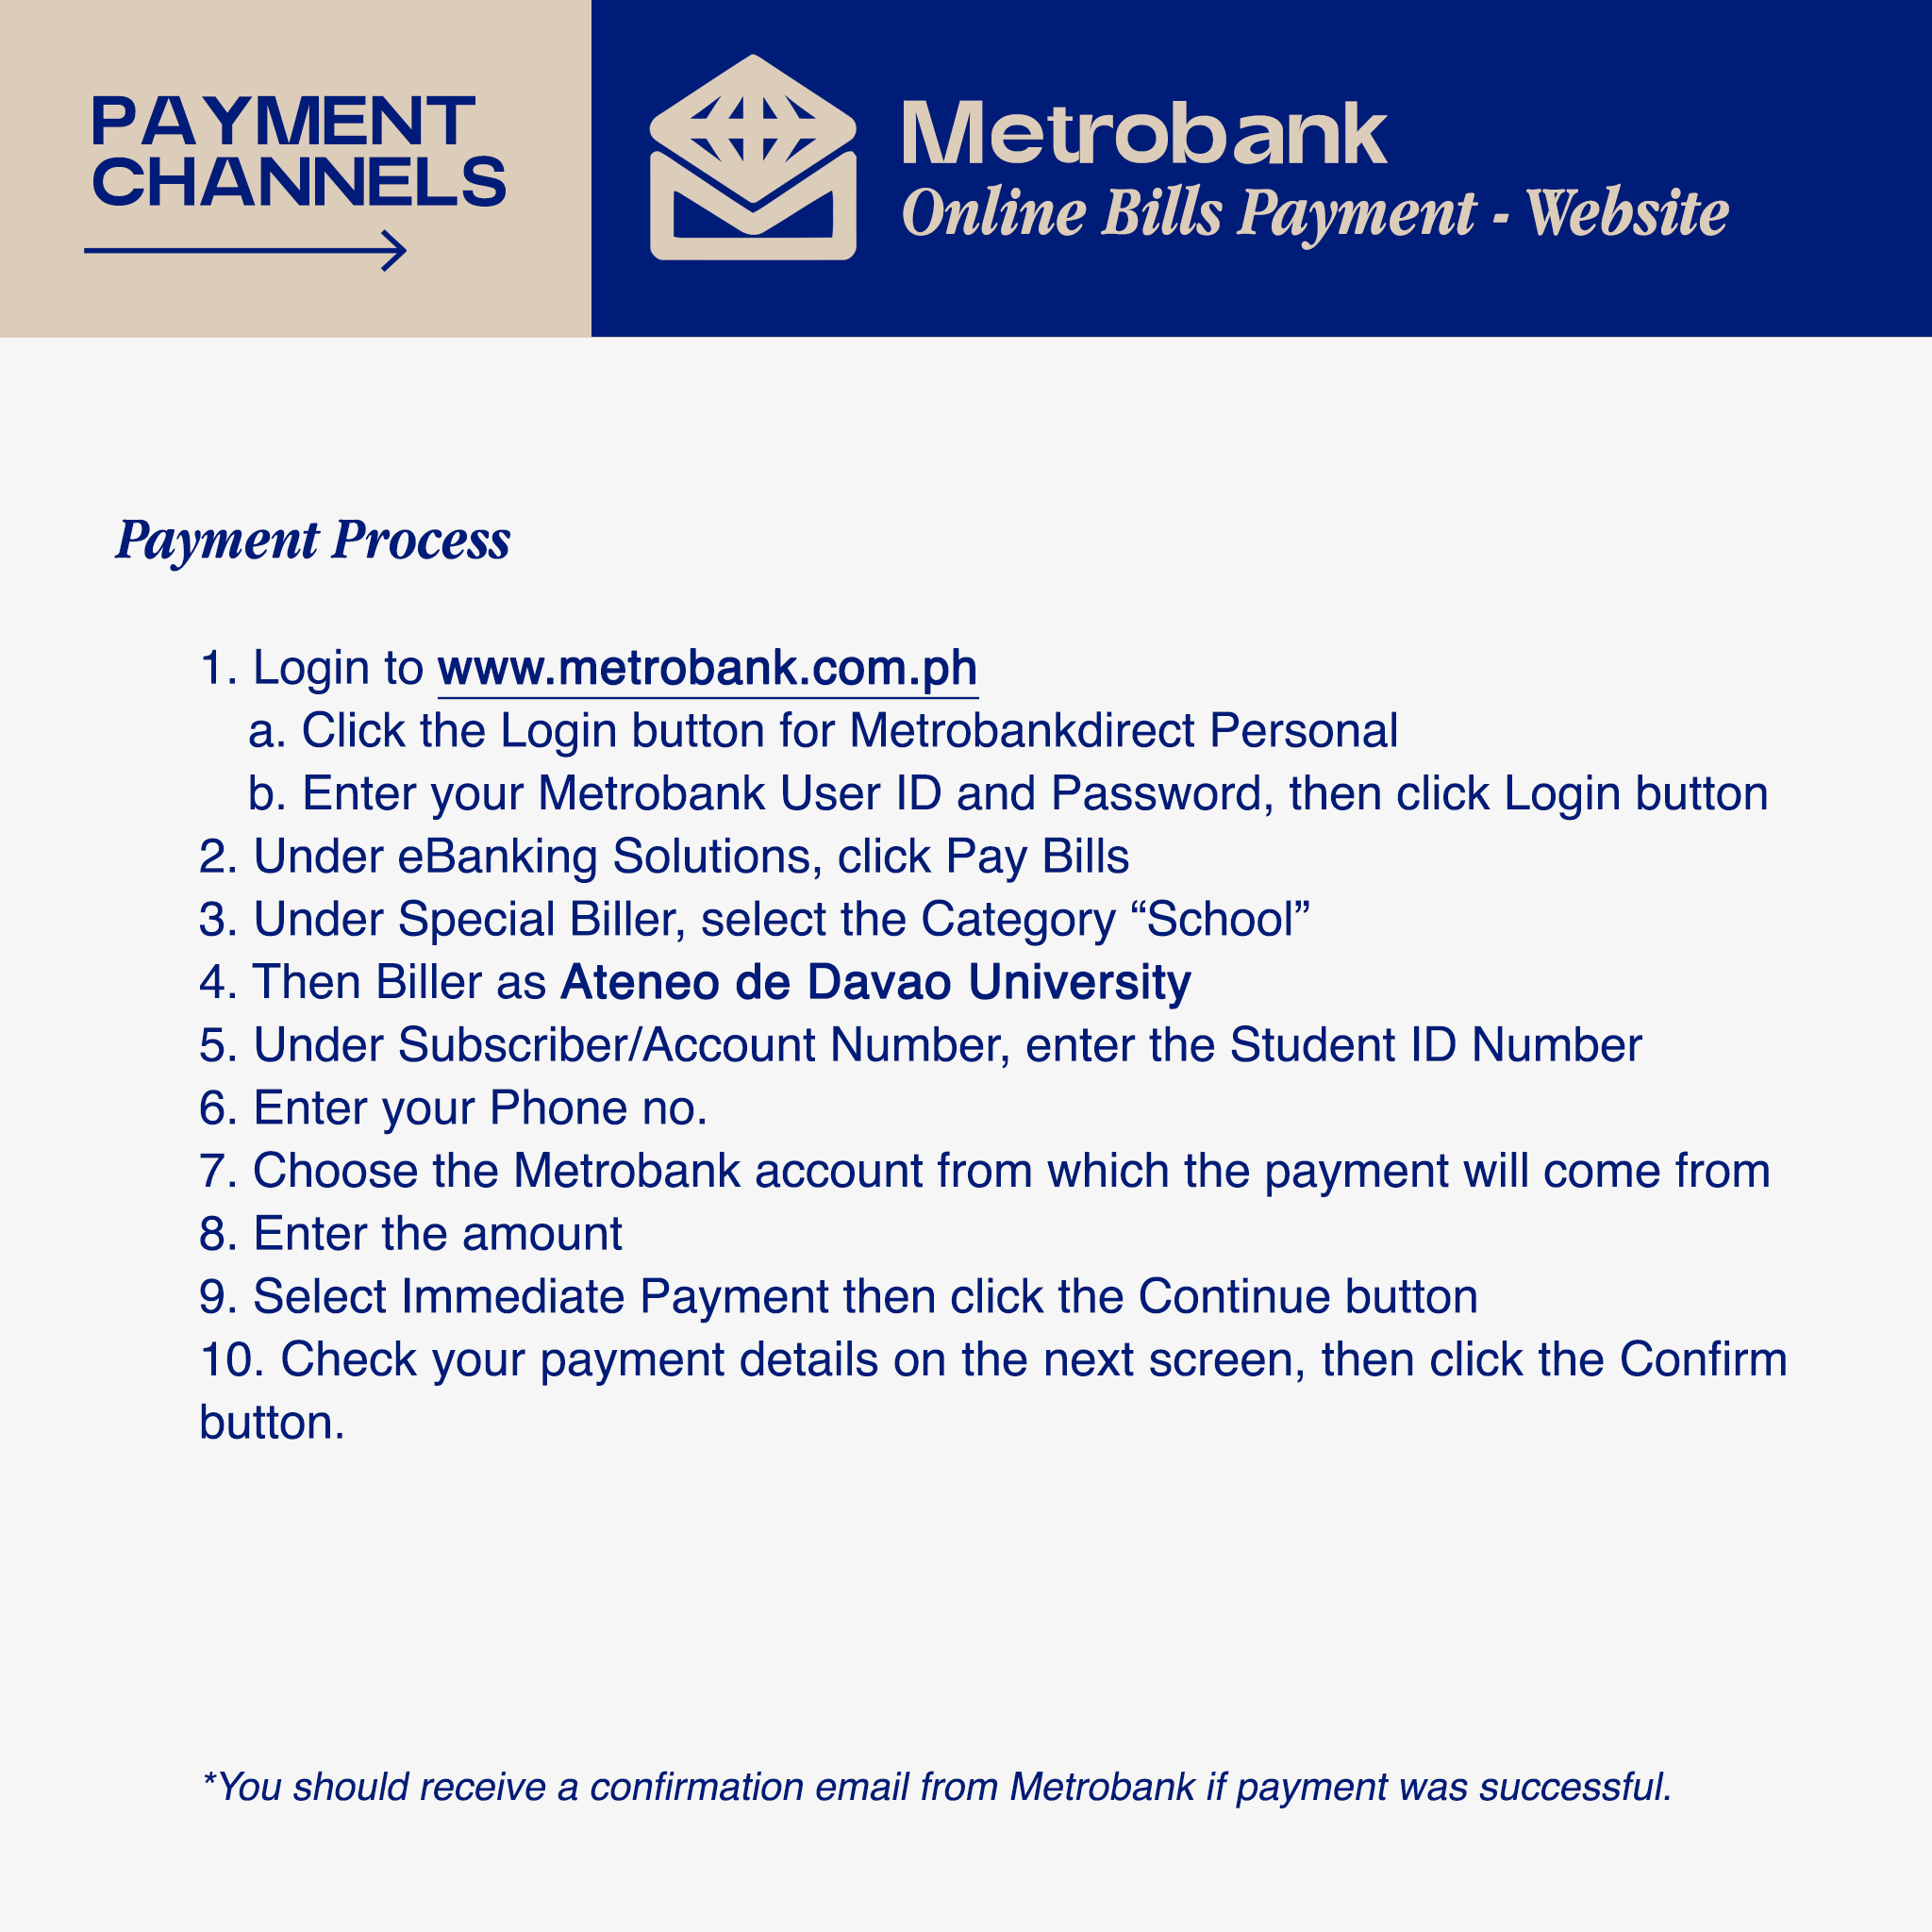 PAYMENT
CHANNELS
Metrobank
Online Bills Payment - Website
Payment Process
1. Login to www.metrobank.com.ph
a. Click the Login button for Metrobankdirect Personal
b. Enter your Metrobank User ID and Password, then click Login button
2. Under eBanking Solutions, click Pay Bills
3. Under Special Biller, select the Category “School”
4. Then Biller as Ateneo de Davao University
5. Under Subscriber/Account Number, enter the Student ID Number
6. Enter your Phone no.
7. Choose the Metrobank account from which the payment will come from
8. Enter the amount
9. Select Immediate Payment then click the Continue button
10. Check your payment details on the next screen, then click the Confirm
button.
*You should receive a confirmation email from Metrobank if payment was successful.